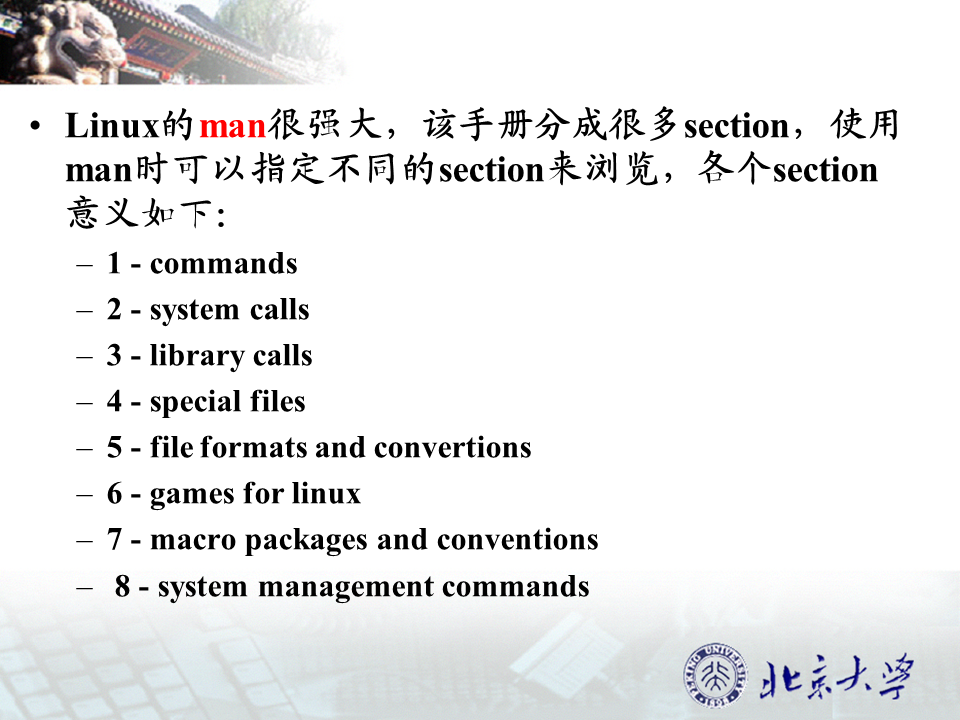 • Linux的man很强大，该手册分成很多section，使用
man时可以指定不同的section来浏览，各个section
意义如下:
– 1 - commands
– 2 - system calls
– 3 - library calls
– 4 - special files
– 5 - file formats and convertions
– 6 - games for linux
– 7 - macro packages and conventions
– 8 - system management commands
PEKING UNIVERSITY
1898
北京大学